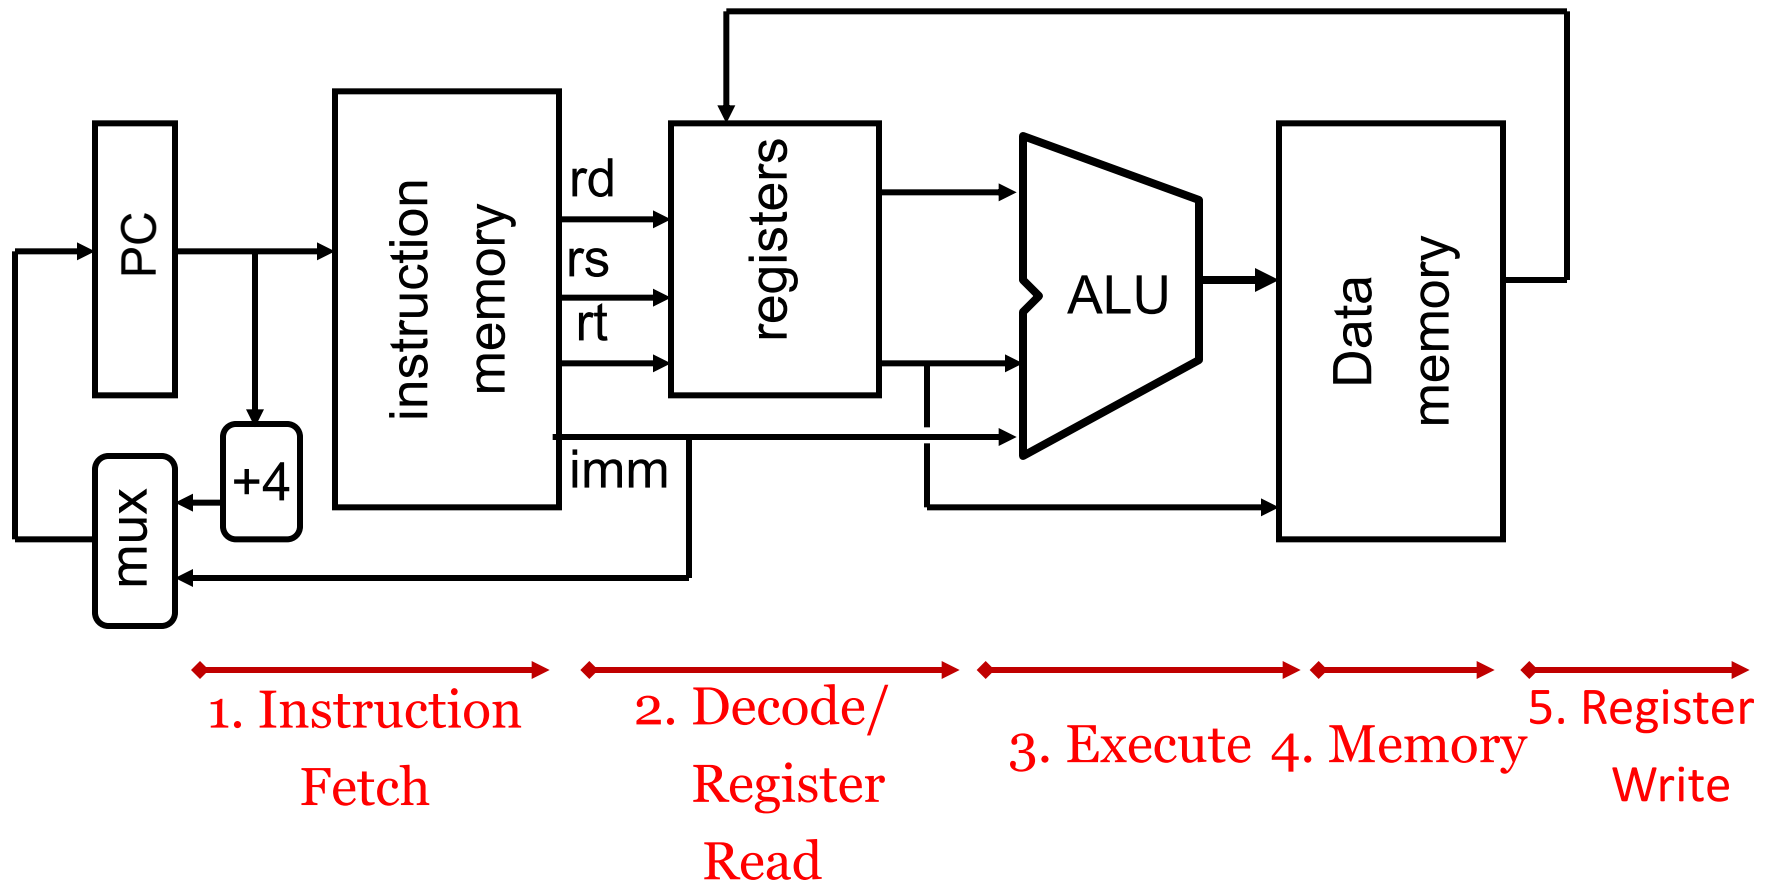 PC
+4
mux
instruction
memory
rd
rs
rt
imm
registers
ALU
Data
memory
1. Instruction
Fetch
2. Decode/
Register
Read
3. Execute
4. Memory
5. Register
Write